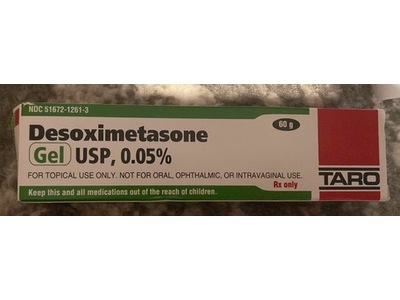 NDC 51672-1261-3
60 g
Desoximetasone
Gel USP, 0.05%
FOR TOPICAL USE ONLY. NOT FOR ORAL, OPHTHALMIC, OR INTRAVAGINAL USE.
Rx only
Keep this and all medications out of the reach of children.
TARO